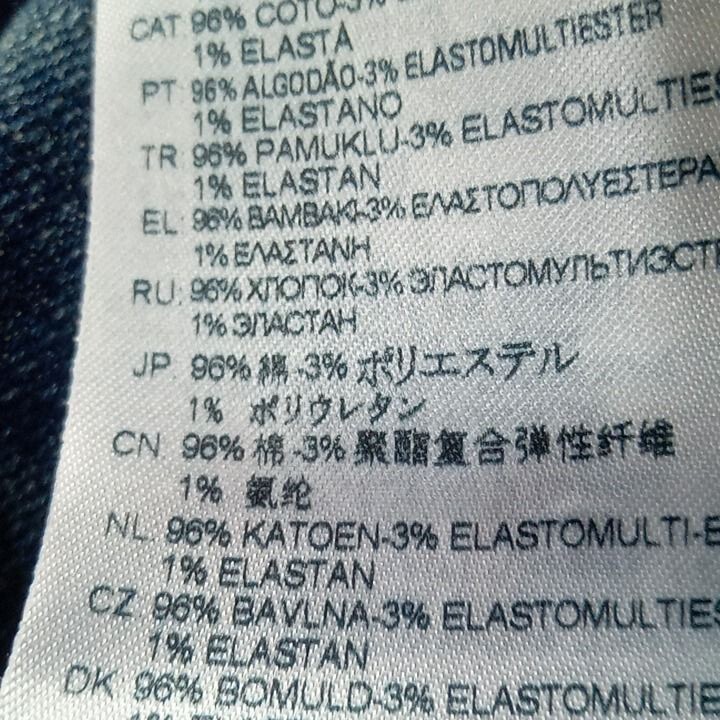 CAT 96% COTO-3%
1% ELASTÀ
PT: 96% ALGODÃO-3% ELASTOMULTIESTER
1% ELASTANO
TR: 96% PAMUKLU-3% ELASTOMULTIES
1% ELASTAN
EL: 96% ΒΑΜΒΑΚΙ-3% ΕΛΑΣΤΟΠΟΛΥΕΣΤΕΡΑ
1% ΕΛΑΣΤΑΝΗ
RU: 96% ХЛОПОК-3% ЭЛАСТОМУЛЬТИЭСТ
1% ЭЛАСТАН
JP: 96% 綿 -3% ポリエステル
1% ポリウレタン
CN 96% 棉 -3% 聚酯复合弹性纤维
1% 氨纶
NL: 96% KATOEN-3% ELASTOMULTI-E
1% ELASTAN
CZ 96% BAVLNA-3% ELASTOMULTIES
1% ELASTAN
DK 96% BOMULD-3% ELASTOMULTIE